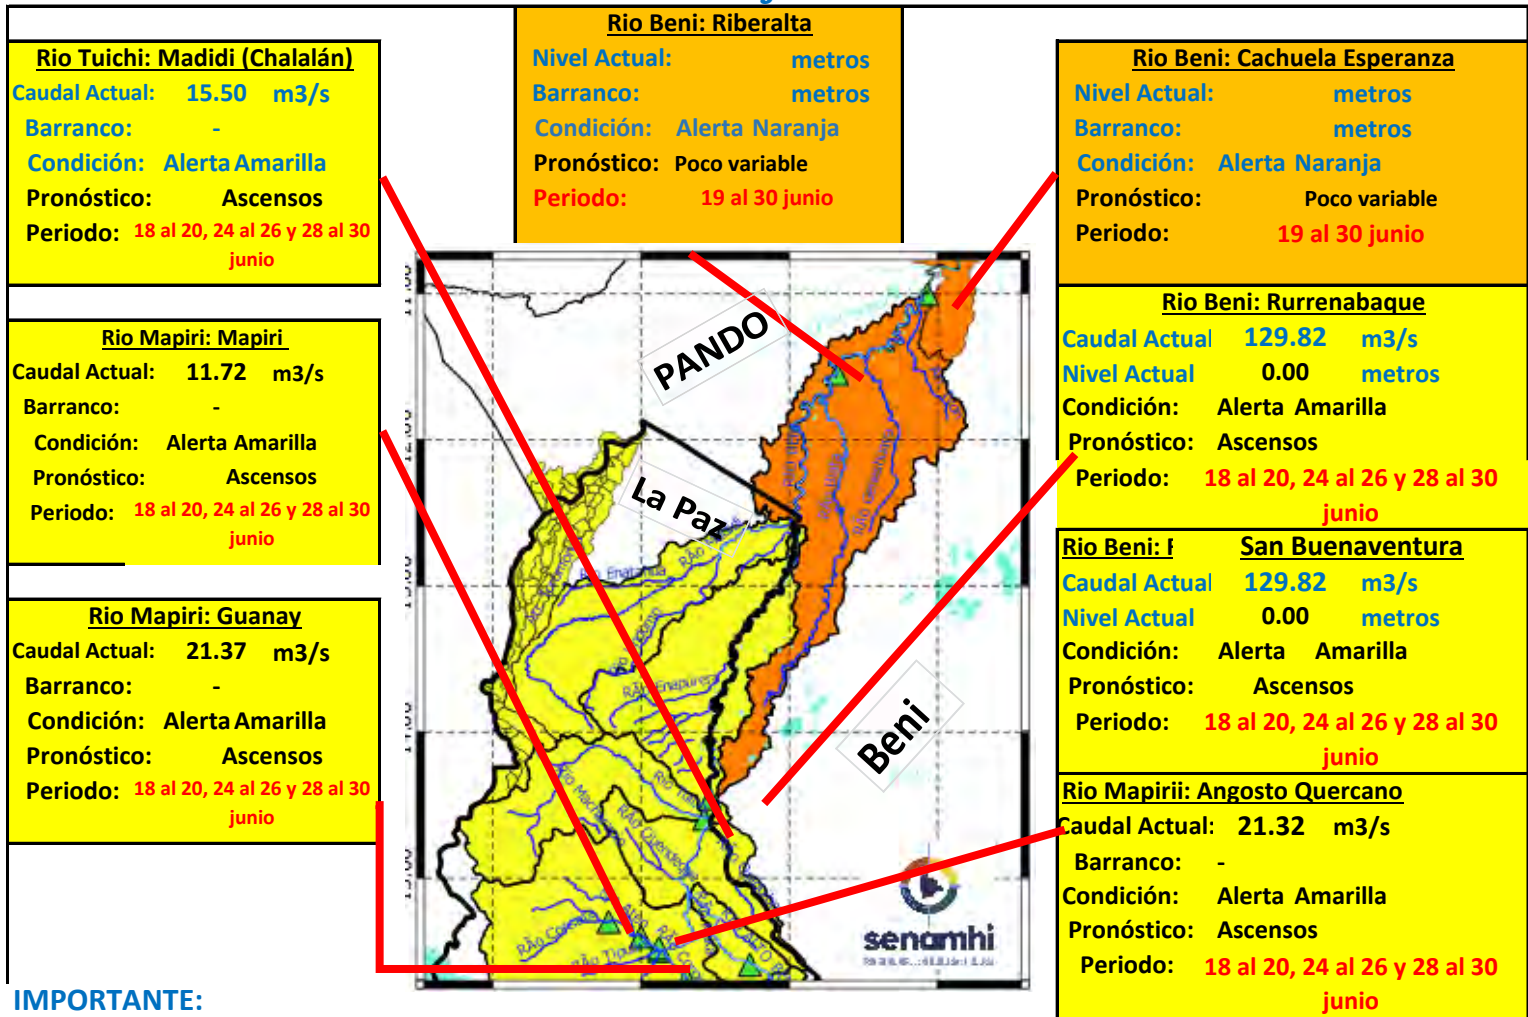 Rio Tuichi: Madidi (Chalalán)
Caudal Actual: 15.50 m3/s
Barranco: -
Condición: Alerta Amarilla
Pronóstico: Ascensos
Periodo: 18 al 20, 24 al 26 y 28 al 30
junio
Rio Mapiri: Mapiri
Caudal Actual: 11.72 m3/s
Barranco: -
Condición: Alerta Amarilla
Pronóstico: Ascensos
Periodo: 18 al 20, 24 al 26 y 28 al 30
junio
Rio Mapiri: Guanay
Caudal Actual: 21.37 m3/s
Barranco: -
Condición: Alerta Amarilla
Pronóstico: Ascensos
Periodo: 18 al 20, 24 al 26 y 28 al 30
junio
Rio Beni: Riberalta
Nivel Actual: metros
Barranco: metros
Condición: Alerta Naranja
Pronóstico: Poco variable
Periodo: 19 al 30 junio
PANDO
La Paz
Beni
senamhi
Rio Beni: Cachuela Esperanza
Nivel Actual: metros
Barranco: metros
Condición: Alerta Naranja
Pronóstico: Poco variable
Periodo: 19 al 30 junio
Rio Beni: Rurrenabaque
Caudal Actual 129.82 m3/s
Nivel Actual 0.00 metros
Condición: Alerta Amarilla
Pronóstico: Ascensos
Periodo: 18 al 20, 24 al 26 y 28 al 30
junio
Rio Beni: San Buenaventura
Caudal Actual 129.82 m3/s
Nivel Actual 0.00 metros
Condición: Alerta Amarilla
Pronóstico: Ascensos
Periodo: 18 al 20, 24 al 26 y 28 al 30
junio
Rio Mapirii: Angosto Quercano
Caudal Actual: 21.32 m3/s
Barranco: -
Condición: Alerta Amarilla
Pronóstico: Ascensos
Periodo: 18 al 20, 24 al 26 y 28 al 30
junio
IMPORTANTE: